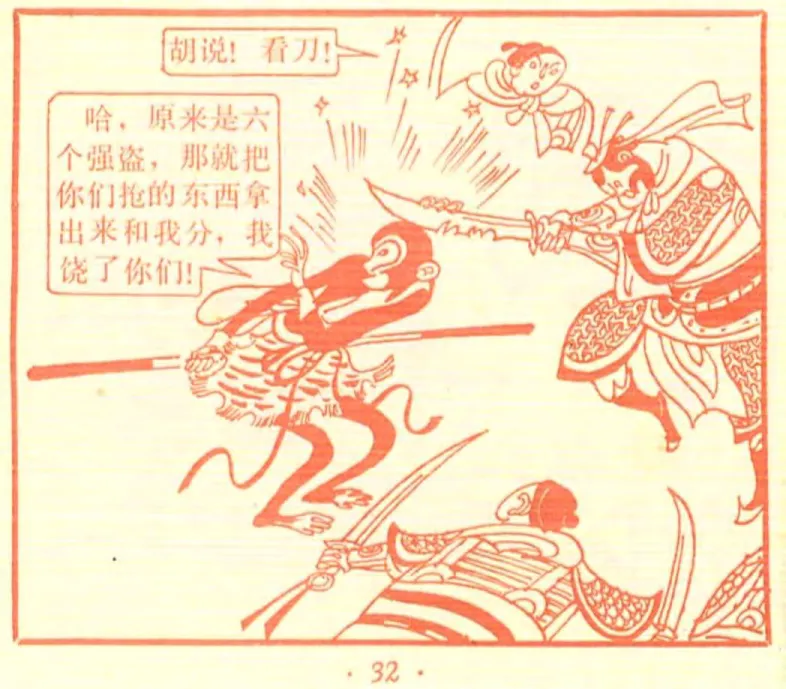 胡说！看刀！
哈，原来是六
个强盗，那就把
你们抢的东西拿
出来和我分，我
饶了你们！
· 32 ·